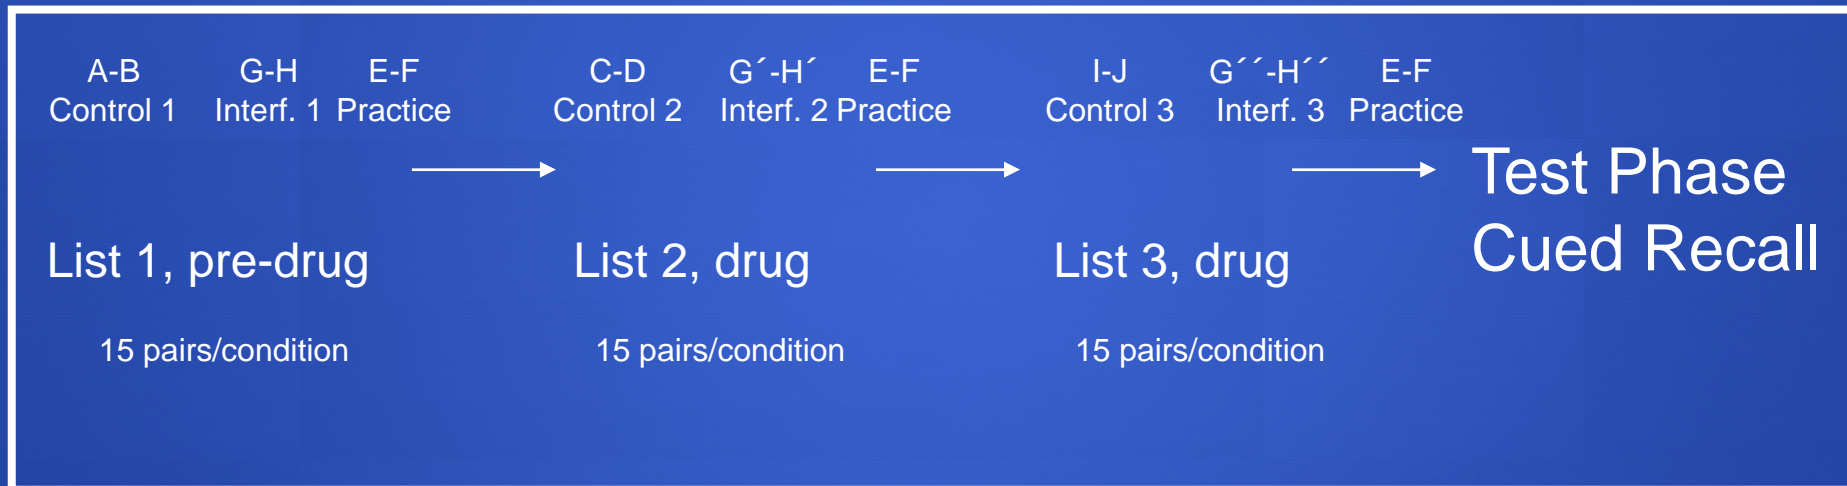 A-B G-H E-F C-D G´-H´ E-F I-J G´´-H´´ E-F
Control 1 Interf. 1 Practice Control 2 Interf. 2 Practice Control 3 Interf. 3 Practice
Test Phase
Cued Recall
List 1, pre-drug List 2, drug List 3, drug
15 pairs/condition 15 pairs/condition 15 pairs/condition